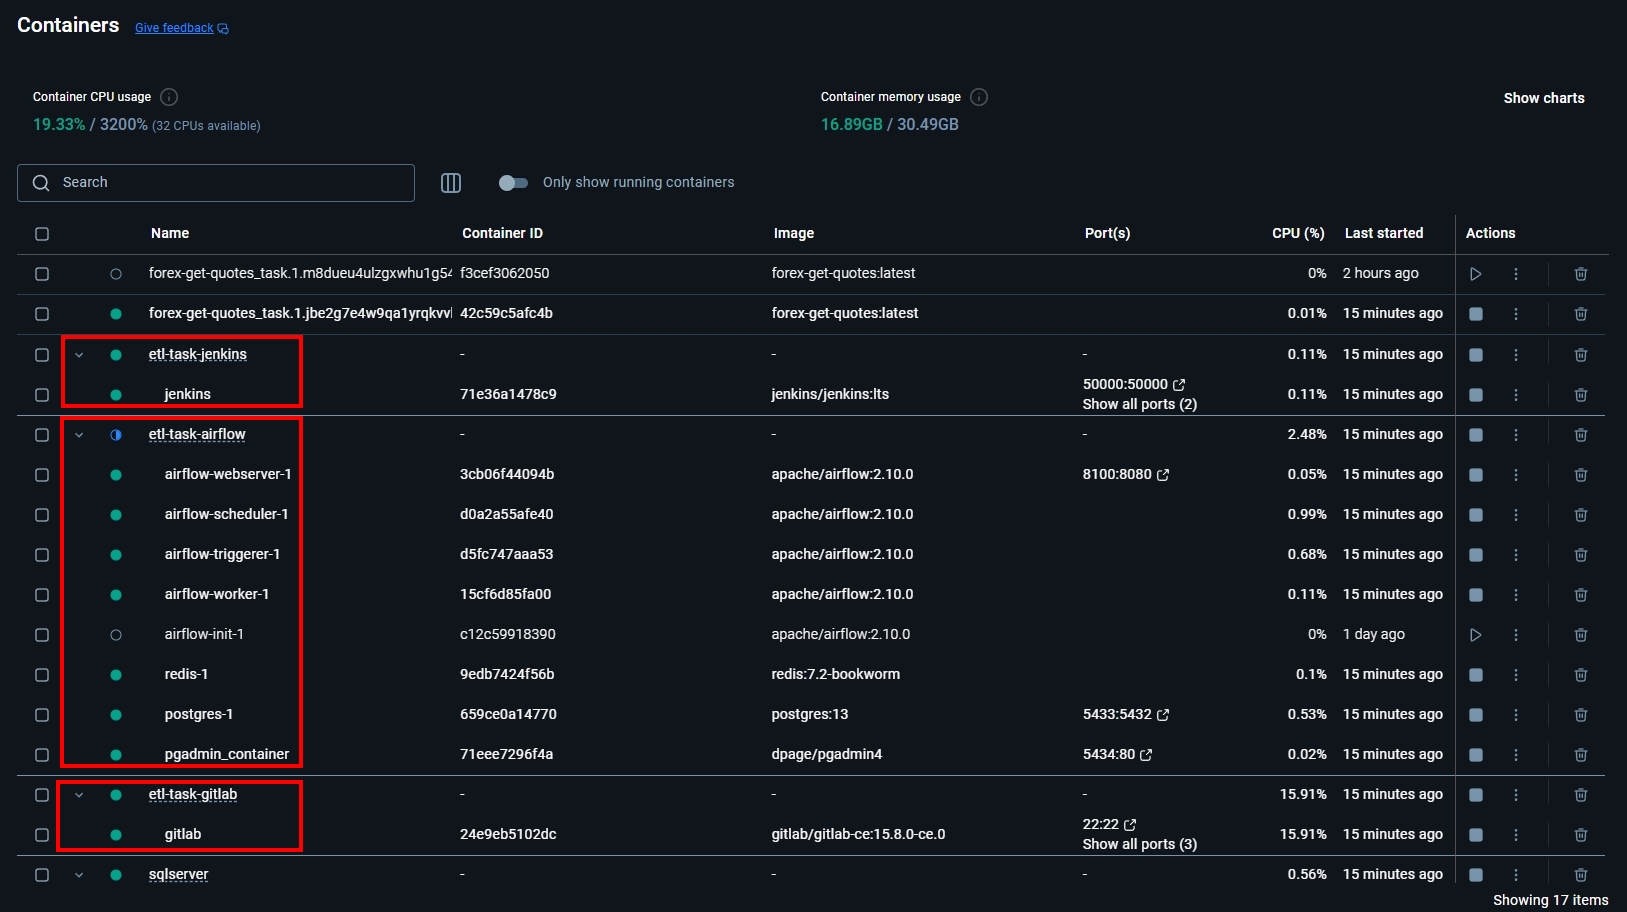 Containers Give feedback
Container CPU usage
19.33% / 3200% (32 CPUs available)
Container memory usage
16.89GB / 30.49GB
Show charts
Search
Only show running containers
Name Container ID Image Port(s) CPU (%) Last started Actions
forex-get-quotes_task.1.m8dueu4ulzgxwhu1g54 f3cef3062050 forex-get-quotes:latest 0% 2 hours ago
forex-get-quotes_task.1.jbe2g7e4w9qa1yrqkvvl 42c59c5afc4b forex-get-quotes:latest 0.01% 15 minutes ago
etl-task-jenkins - - - 0.11% 15 minutes ago
jenkins 71e36a1478c9 jenkins/jenkins:lts 50000:50000 0.11% 15 minutes ago
Show all ports (2)
etl-task-airflow - - - 2.48% 15 minutes ago
airflow-webserver-1 3cb06f44094b apache/airflow:2.10.0 8100:8080 0.05% 15 minutes ago
airflow-scheduler-1 d0a2a55afe40 apache/airflow:2.10.0 0.99% 15 minutes ago
airflow-triggerer-1 d5fc747aaa53 apache/airflow:2.10.0 0.68% 15 minutes ago
airflow-worker-1 15cf6d85fa00 apache/airflow:2.10.0 0.11% 15 minutes ago
airflow-init-1 c12c59918390 apache/airflow:2.10.0 0% 1 day ago
redis-1 9edb7424f56b redis:7.2-bookworm 0.1% 15 minutes ago
postgres-1 659ce0a14770 postgres:13 5433:5432 0.53% 15 minutes ago
pgadmin_container 71eee7296f4a dpage/pgadmin4 5434:80 0.02% 15 minutes ago
etl-task-gitlab - - - 15.91% 15 minutes ago
gitlab 24e9eb5102dc gitlab/gitlab-ce:15.8.0-ce.0 22:22 15.91% 15 minutes ago
Show all ports (3)
sqlserver - - - 0.56% 15 minutes ago
Showing 17 items